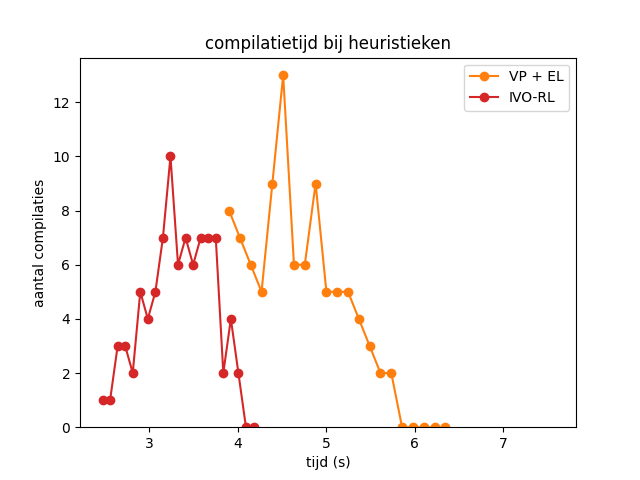 compilatietijd bij heuristieken
VP + EL
IVO-RL
aantal compilaties
12
10
8
6
4
2
0
3 4 5 6 7
tijd (s)